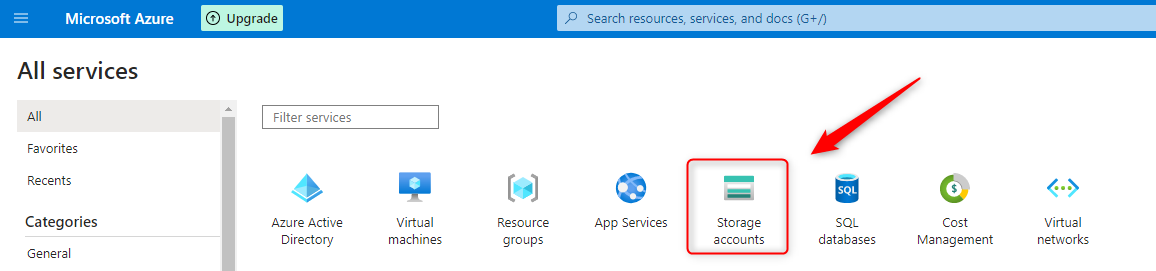 Microsoft Azure
Upgrade
Search resources, services, and docs (G+/)
All services
All
Favorites
Recents
Categories
General
Filter services
Azure Active
Directory
Virtual
machines
Resource
groups
App Services
Storage
accounts
SQL
SQL
databases
$
Cost
Management
Virtual
networks